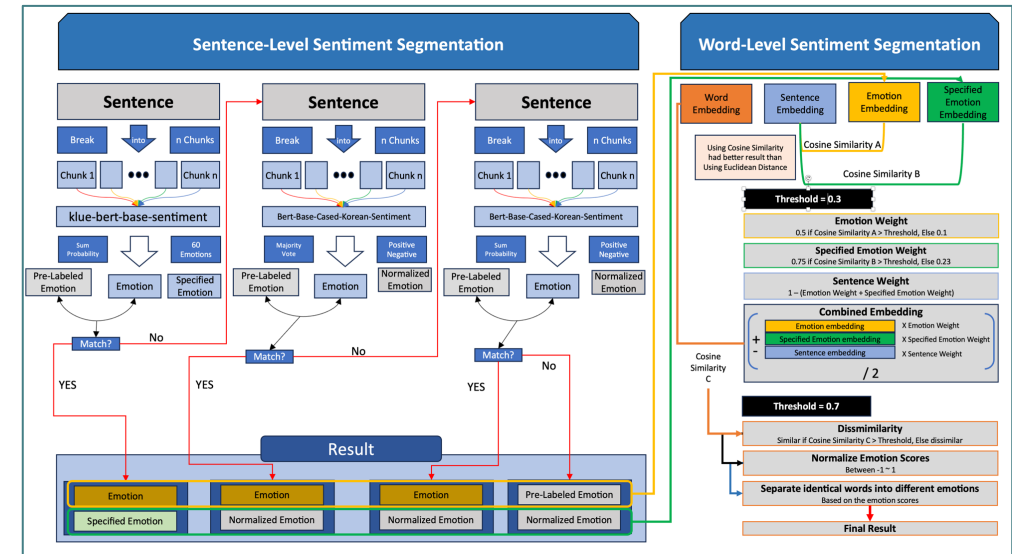 Sentence-Level Sentiment Segmentation
Sentence
Break
into
n Chunks
Chunk 1
Chunk n
klue-bert-base-sentiment
Sum
Probability
60
Emotions
Pre-Labeled
Emotion
Emotion
Specified
Emotion
Match?
No
YES
Sentence
Break
into
n Chunks
Chunk 1
Chunk n
Bert-Base-Cased-Korean-Sentiment
Majority
Vote
Positive
Negative
Pre-Labeled
Emotion
Emotion
Normalized
Emotion
Match?
No
YES
Sentence
Break
into
n Chunks
Chunk 1
Chunk n
Bert-Base-Cased-Korean-Sentiment
Sum
Probability
Positive
Negative
Pre-Labeled
Emotion
Emotion
Normalized
Emotion
Match?
No
YES
Result
Emotion
Emotion
Emotion
Pre-Labeled Emotion
Specified Emotion
Normalized Emotion
Normalized Emotion
Normalized Emotion
Word-Level Sentiment Segmentation
Word
Embedding
Sentence
Embedding
Emotion
Embedding
Specified
Emotion
Embedding
Using Cosine Similarity
had better result than
Using Euclidean Distance
Cosine Similarity A
Cosine Similarity B
Threshold = 0.3
Emotion Weight
0.5 if Cosine Similarity A > Threshold, Else 0.1
Specified Emotion Weight
0.75 if Cosine Similarity B > Threshold, Else 0.23
Sentence Weight
1 – (Emotion Weight + Specified Emotion Weight)
Combined Embedding
Emotion embedding X Emotion Weight
+ Specified Emotion embedding X Specified Emotion Weight
- Sentence embedding X Sentence Weight
/ 2
Cosine
Similarity
C
Threshold = 0.7
Dissmimilarity
Similar if Cosine Similarity C > Threshold, Else dissimilar
Normalize Emotion Scores
Between -1 ~ 1
Separate identical words into different emotions
Based on the emotion scores
Final Result